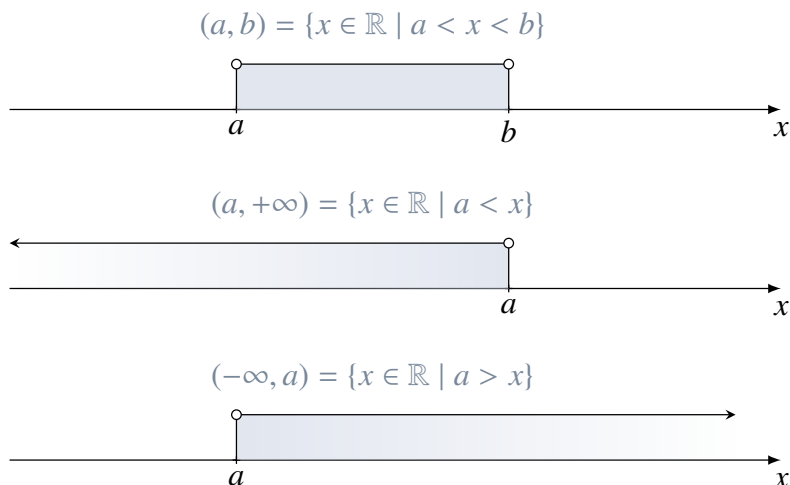 (a, b) = {x ∈ ℝ | a < x < b}
a b x
(a, +∞) = {x ∈ ℝ | a < x}
a x
(−∞, a) = {x ∈ ℝ | a > x}
a x